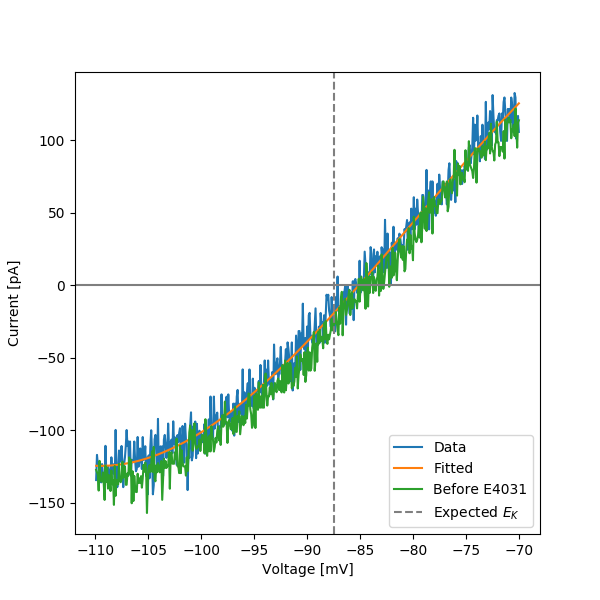 100
50
0
−50
−100
−150
Current [pA]
Data
Fitted
Before E4031
Expected E_K
−110 −105 −100 −95 −90 −85 −80 −75 −70
Voltage [mV]